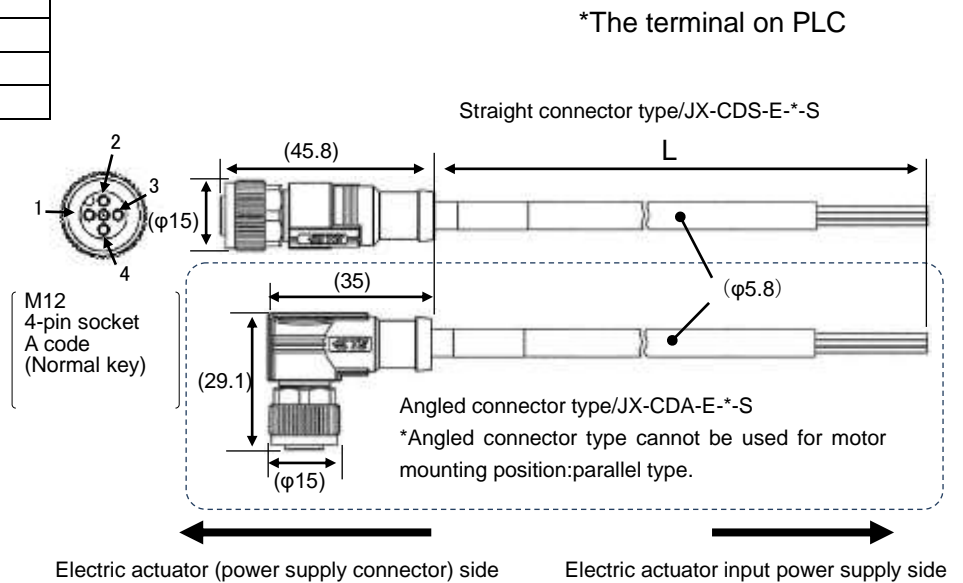 *The terminal on PLC
Straight connector type/JX-CDS-E-*-S
2
(45.8)
L
3
1
(φ15)
4
(35)
（φ5.8）
M12
4-pin socket
A code
(Normal key)
(29.1)
Angled connector type/JX-CDA-E-*-S
*Angled connector type cannot be used for motor
mounting position:parallel type.
(φ15)
Electric actuator (power supply connector) side
Electric actuator input power supply side